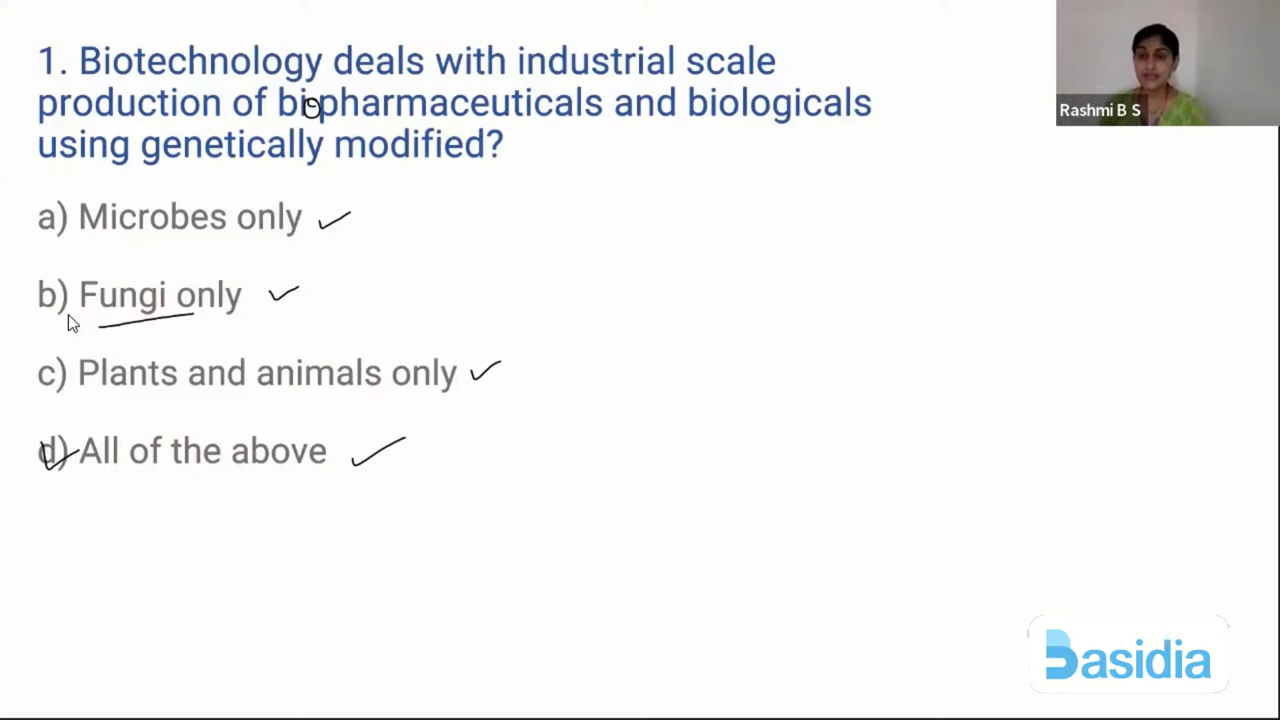 1. Biotechnology deals with industrial scale
production of biopharmaceuticals and biologicals
using genetically modified?
Rashmi B S
a) Microbes only
b) Fungi only
c) Plants and animals only
d) All of the above
Basidia